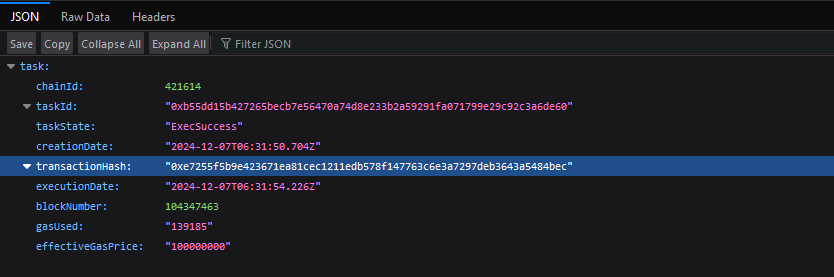 JSON Raw Data Headers
Save Copy Collapse All Expand All Filter JSON
task:
chainId: 421614
taskId: "0xb55dd15b427265becb7e56470a74d8e233b2a59291fa071799e29c92c3a6de60"
taskState: "ExecSuccess"
creationDate: "2024-12-07T06:31:50.704Z"
transactionHash: "0xe7255f5b9e423671ea81cec1211edb578f147763c6e3a7297deb3643a5484bec"
executionDate: "2024-12-07T06:31:54.226Z"
blockNumber: 104347463
gasUsed: "139185"
effectiveGasPrice: "100000000"